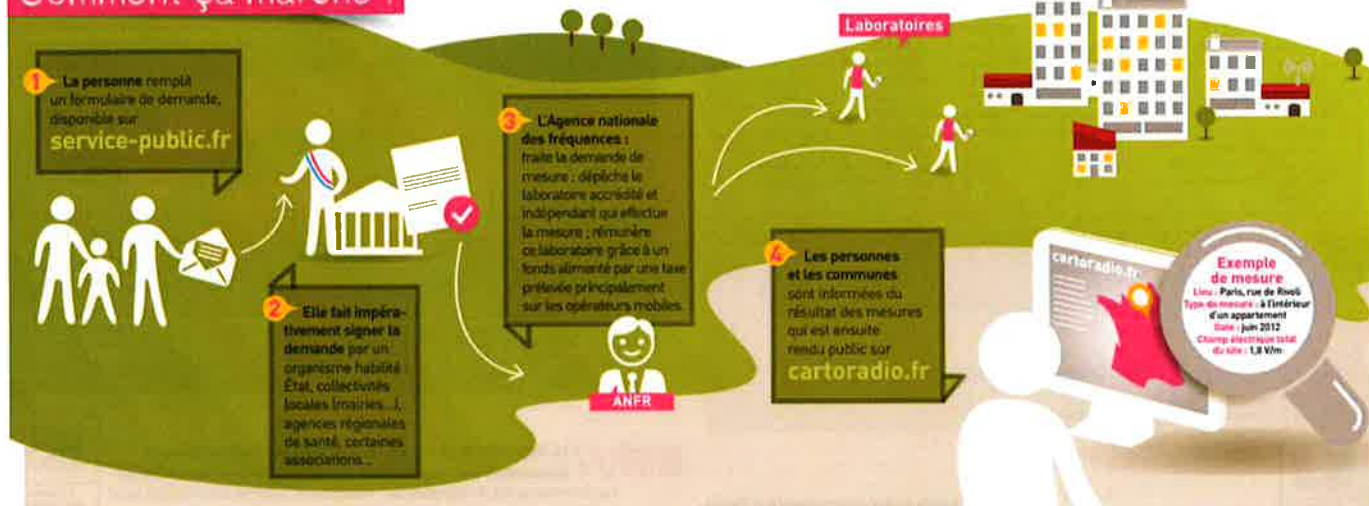 Comment ça marche ?
Laboratoires
1 La personne remplit
un formulaire de demande,
disponible sur
service-public.fr
2 Elle fait impéra-
tivement signer la
demande par un
organisme habilité :
État, collectivités
locales (mairies...),
agences régionales
de santé, certaines
associations...
3 L'Agence nationale
des fréquences :
traite la demande de
mesure ; dépêche le
laboratoire accrédité et
indépendant qui effectue
la mesure ; rémunère
ce laboratoire grâce à un
fonds alimenté par une taxe
prélevée principalement
sur les opérateurs mobiles.
ANFR
4 Les personnes
et les communes
sont informées du
résultat des mesures
qui est ensuite
rendu public sur
cartoradio.fr
cartoradio.fr
Exemple
de mesure
Lieu : Paris, rue de Rivoli
Type de mesure : à l'intérieur
d'un appartement
Date : juin 2012
Champ électrique total
du site : 1,8 V/m